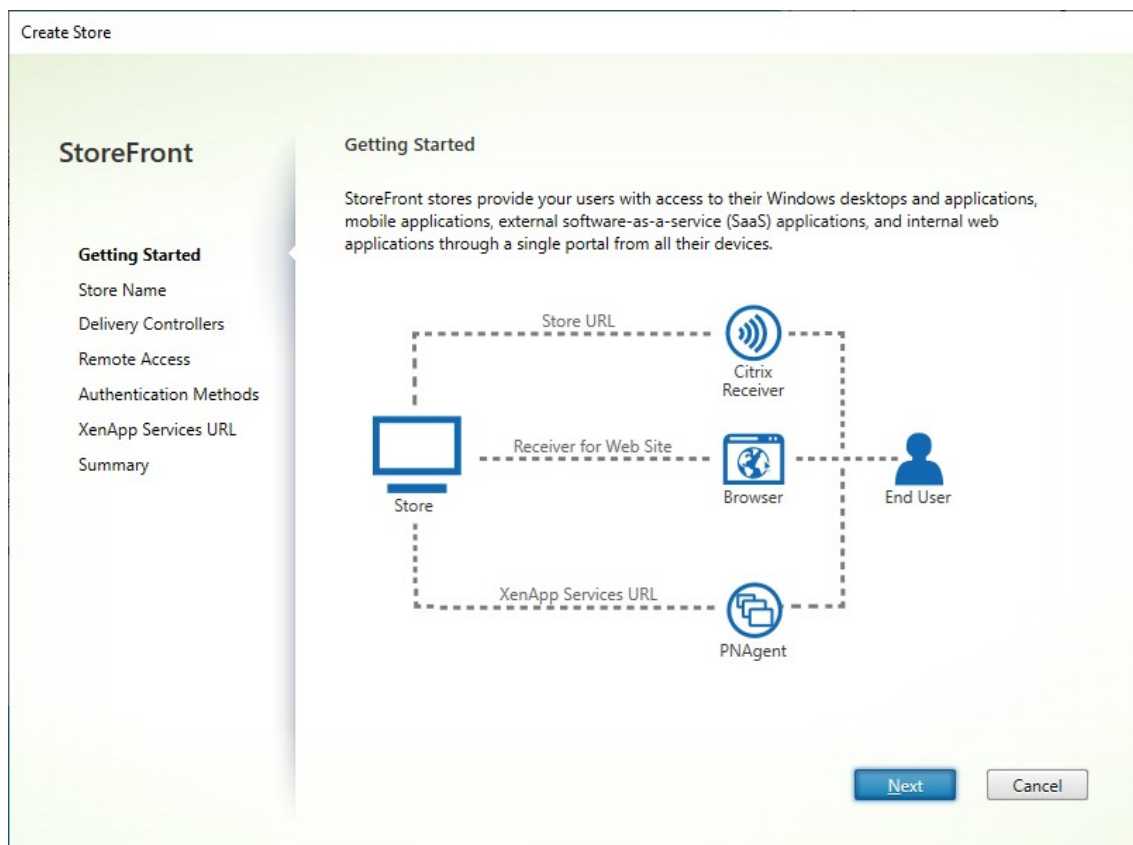 Create Store
StoreFront
Getting Started
Store Name
Delivery Controllers
Remote Access
Authentication Methods
XenApp Services URL
Summary
Getting Started
StoreFront stores provide your users with access to their Windows desktops and applications,
mobile applications, external software-as-a-service (SaaS) applications, and internal web
applications through a single portal from all their devices.
Store URL
Citrix
Receiver
Receiver for Web Site
Store
Browser
End User
XenApp Services URL
PNAgent
Next
Cancel